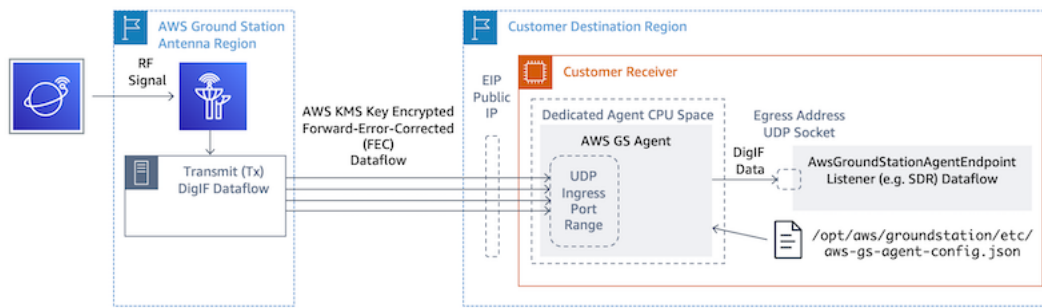 AWS Ground Station
Antenna Region
RF
Signal
Transmit (Tx)
DigIF Dataflow
AWS KMS Key Encrypted
Forward-Error-Corrected
(FEC)
Dataflow
Customer Destination Region
EIP
Public
IP
Customer Receiver
Dedicated Agent CPU Space
AWS GS Agent
UDP
Ingress
Port
Range
DigIF
Data
Egress Address
UDP Socket
AwsGroundStationAgentEndpoint
Listener (e.g. SDR) Dataflow
/opt/aws/groundstation/etc/
aws-gs-agent-config.json